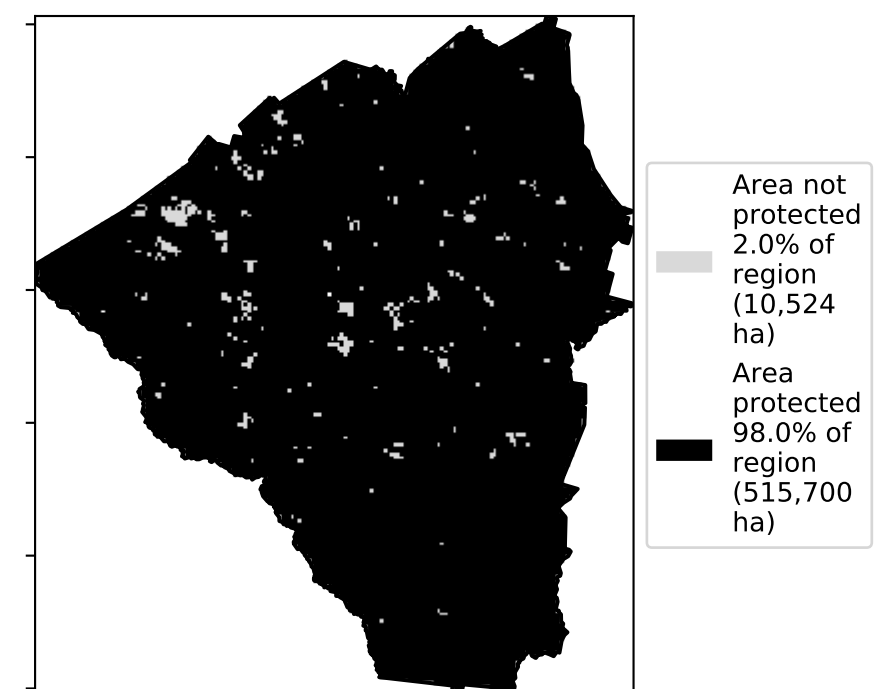 Area not
protected
2.0% of
region
(10,524
ha)
Area
protected
98.0% of
region
(515,700
ha)